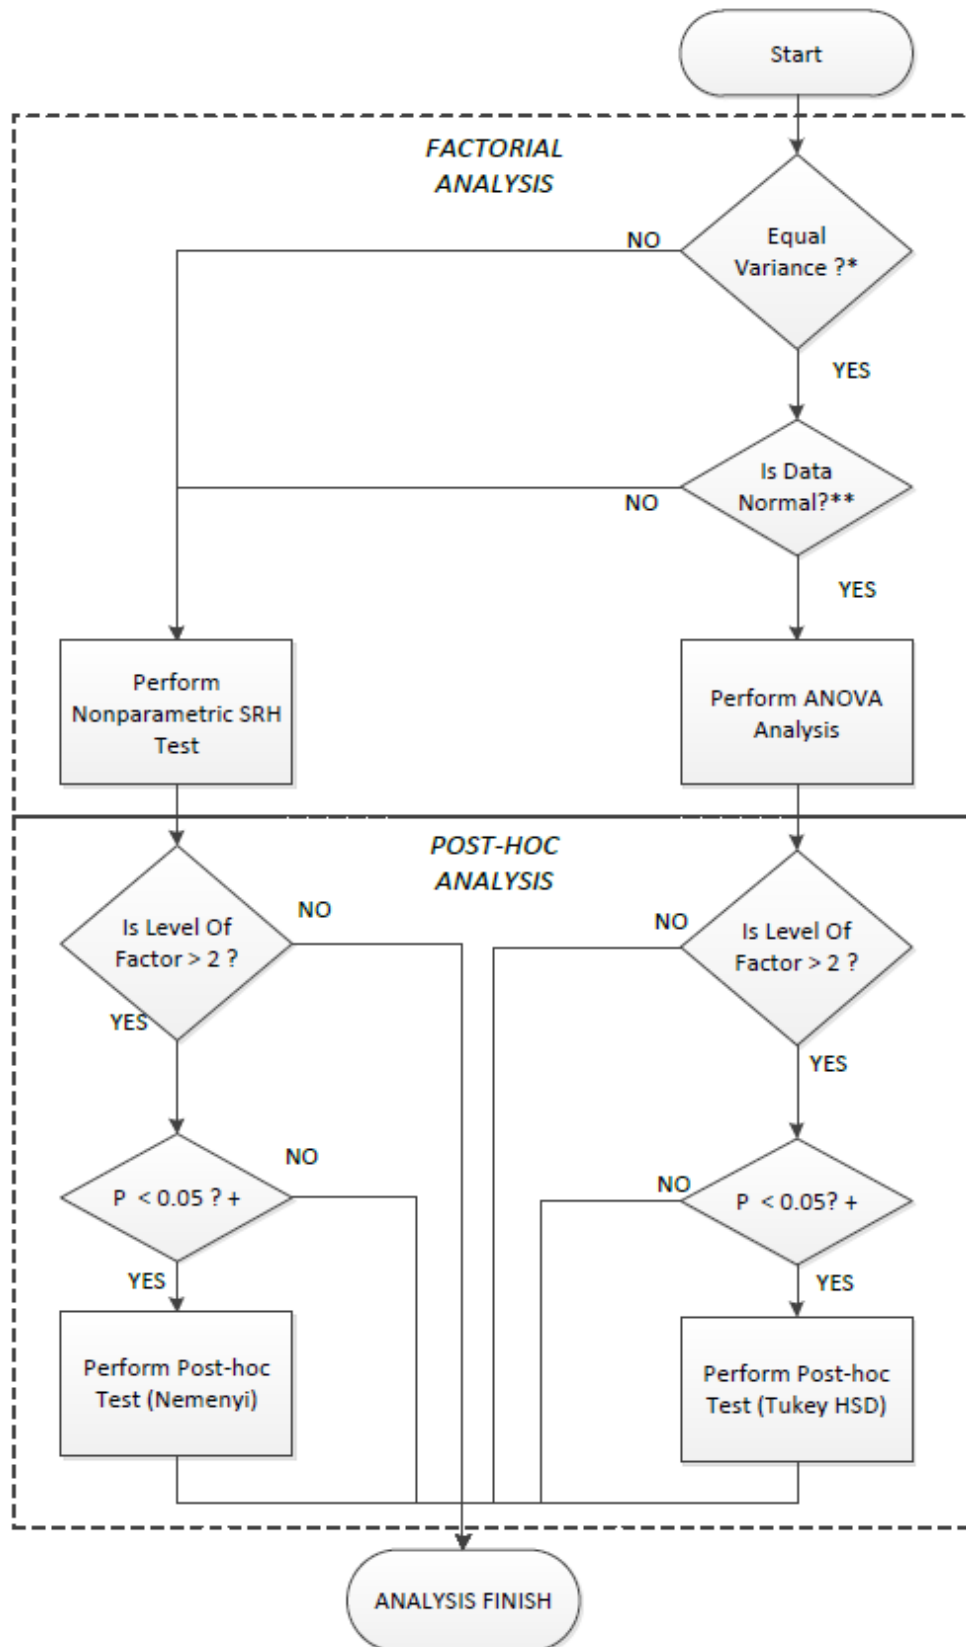 Start
FACTORIAL
ANALYSIS
Equal
Variance ?*
NO
YES
Is Data
Normal?**
NO
YES
Perform
Nonparametric SRH
Test
Perform ANOVA
Analysis
POST-HOC
ANALYSIS
Is Level Of
Factor > 2 ?
NO
YES
NO
Is Level Of
Factor > 2 ?
YES
P < 0.05 ? +
NO
YES
NO
P < 0.05? +
YES
Perform Post-hoc
Test (Nemenyi)
Perform Post-hoc
Test (Tukey HSD)
ANALYSIS FINISH